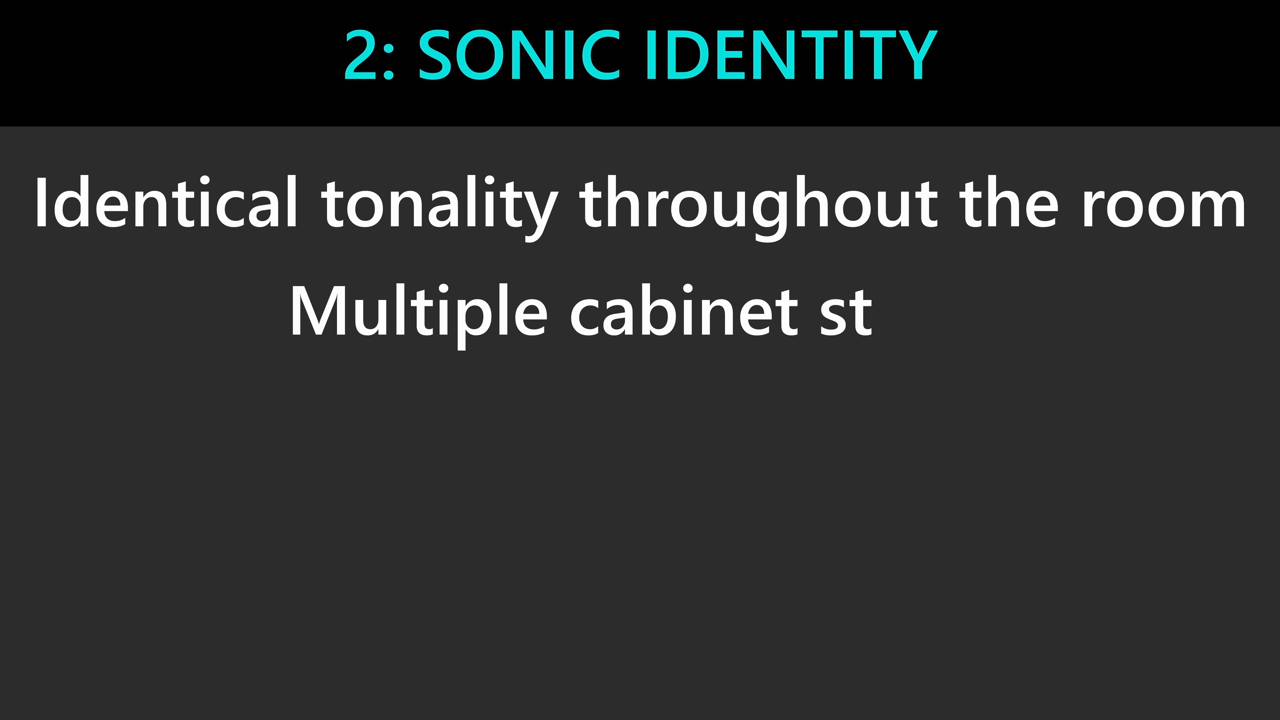 2: SONIC IDENTITY
Identical tonality throughout the room
Multiple cabinet st